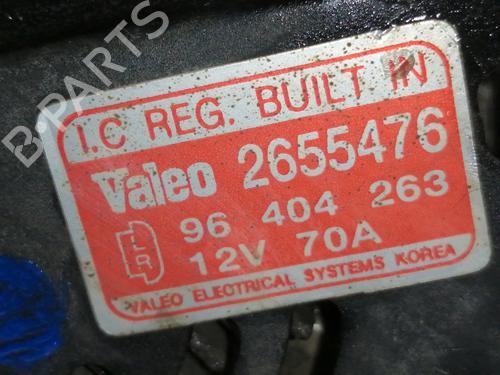 B-PARTS
I.C REG. BUILT IN
Valeo 2655476
96 404 263
12V 70A
VALEO ELECTRICAL SYSTEMS KOREA